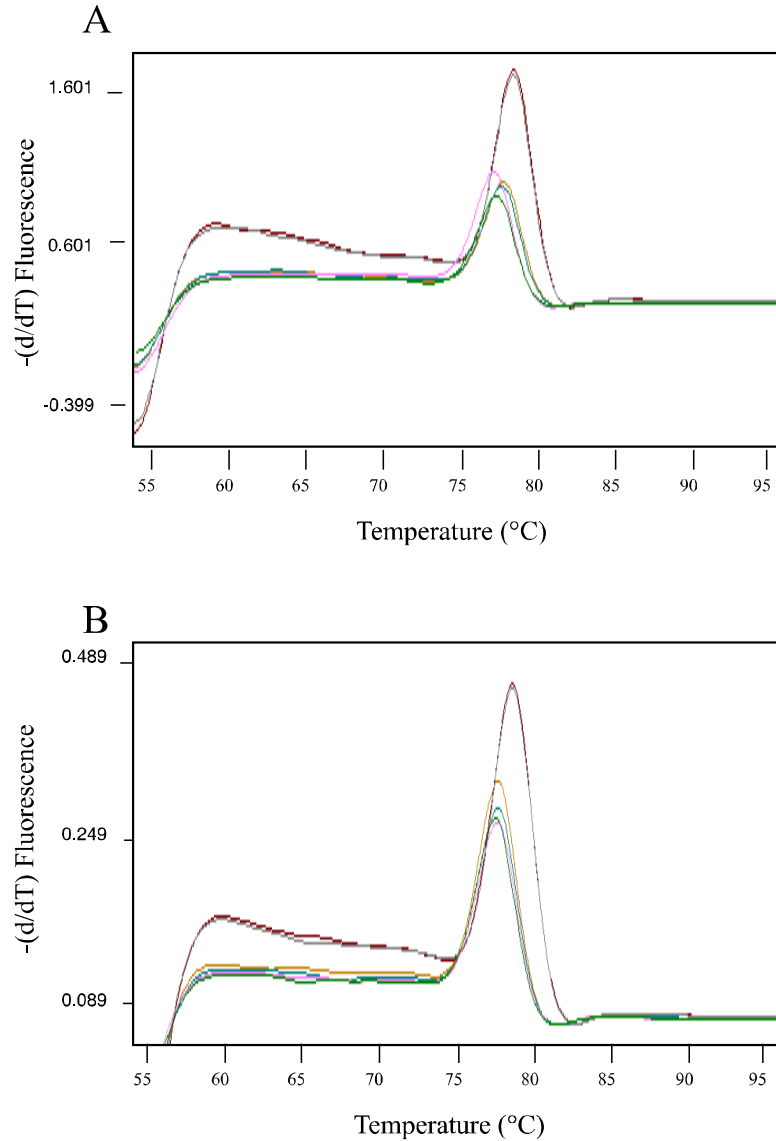 A
1.601
0.601
-0.399
-(d/dT) Fluorescence
55 60 65 70 75 80 85 90 95
Temperature (°C)
B
0.489
0.249
0.089
-(d/dT) Fluorescence
55 60 65 70 75 80 85 90 95
Temperature (°C)